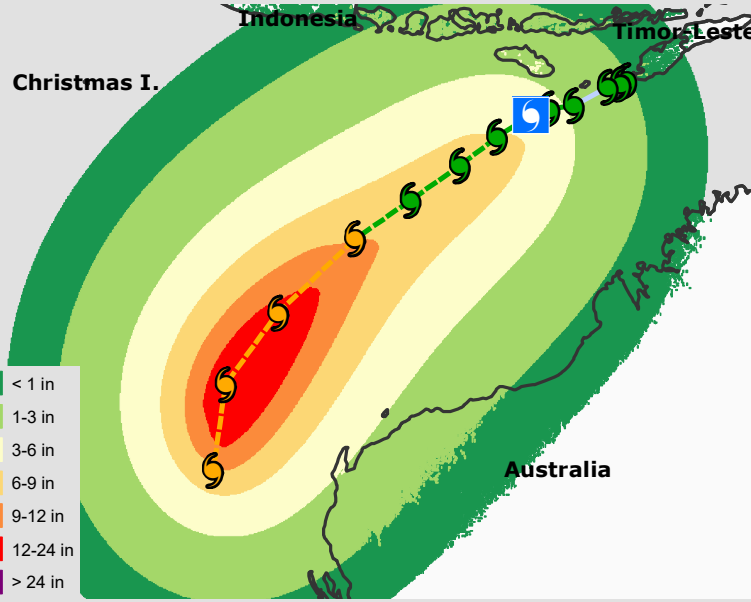 Indonesia
Timor-Leste
Christmas I.
< 1 in
1-3 in
3-6 in
6-9 in
9-12 in
12-24 in
> 24 in
Australia